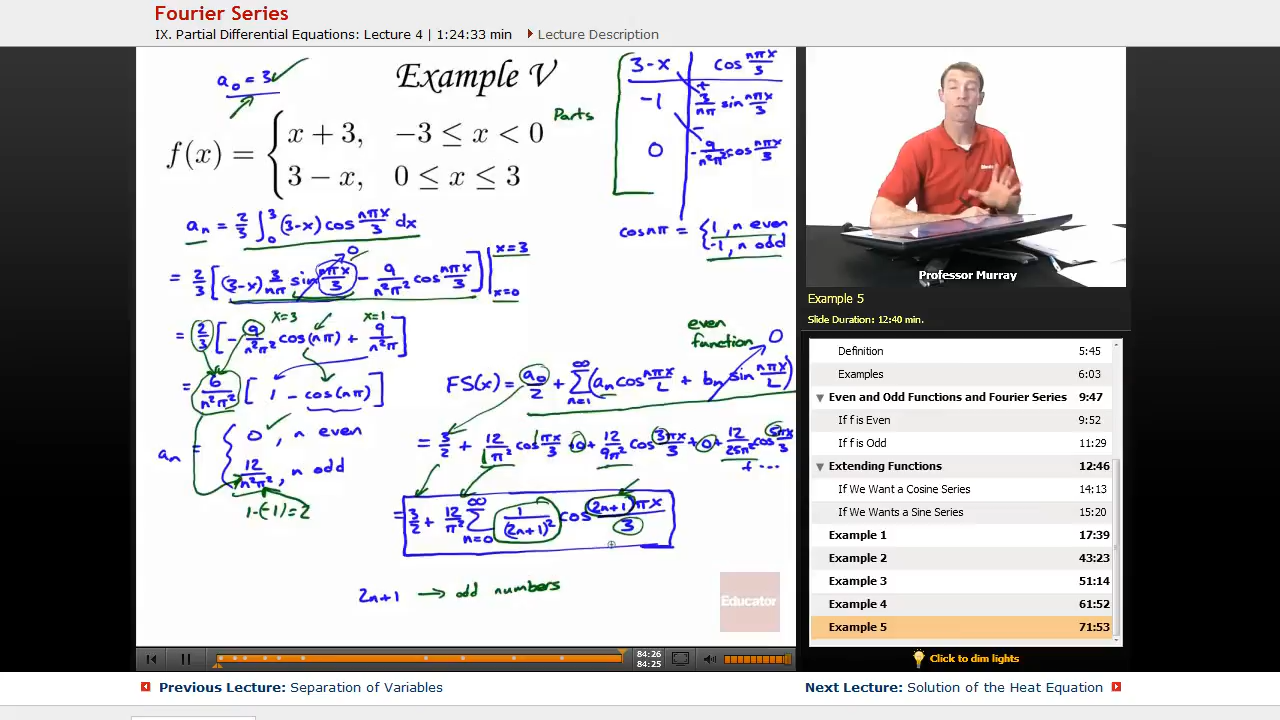 Fourier Series
IX. Partial Differential Equations: Lecture 4 | 1:24:33 min
Lecture Description
a₀ = 3
Example V
f(x) = { x + 3, −3 ≤ x < 0
3 − x, 0 ≤ x ≤ 3
Parts
3-x | cos nπx/3
+
-1 | 3/nπ sin nπx/3
−
0 | -9/n²π² cos nπx/3
cos nπ = { 1, n even
-1, n odd
aₙ = 2/3 ∫₀³ (3-x) cos nπx/3 dx
= 2/3 [(3-x) 3/nπ sin nπx/3 - 9/n²π² cos nπx/3] | x=3
0
x=0
x=3 x=1
= 2/3 [- 9/n²π² cos(nπ) + 9/n²π²]
= 6/n²π² [1 - cos(nπ)]
aₙ = { 0, n even
12/n²π², n odd
1-(-1)=2
even
function
0
FS(x) = a₀/2 + ∑ₙ₌₁^∞ (aₙ cos nπx/L + bₙ sin nπx/L)
= 3/2 + 12/1π² cos 1πx/3 + 0 + 12/9π² cos 3πx/3 + 0 + 12/25π² cos 5πx/3
+ ...
= 3/2 + 12/π² ∑ₙ₌₀^∞ 1/(2n+1)² cos (2n+1)πx/3
2n+1 → odd numbers
Educator
Professor Murray
Example 5
Slide Duration: 12:40 min.
Definition 5:45
Examples 6:03
Even and Odd Functions and Fourier Series 9:47
If f is Even 9:52
If f is Odd 11:29
Extending Functions 12:46
If We Want a Cosine Series 14:13
If We Wants a Sine Series 15:20
Example 1 17:39
Example 2 43:23
Example 3 51:14
Example 4 61:52
Example 5 71:53
84:26
84:25
Click to dim lights
Previous Lecture: Separation of Variables
Next Lecture: Solution of the Heat Equation